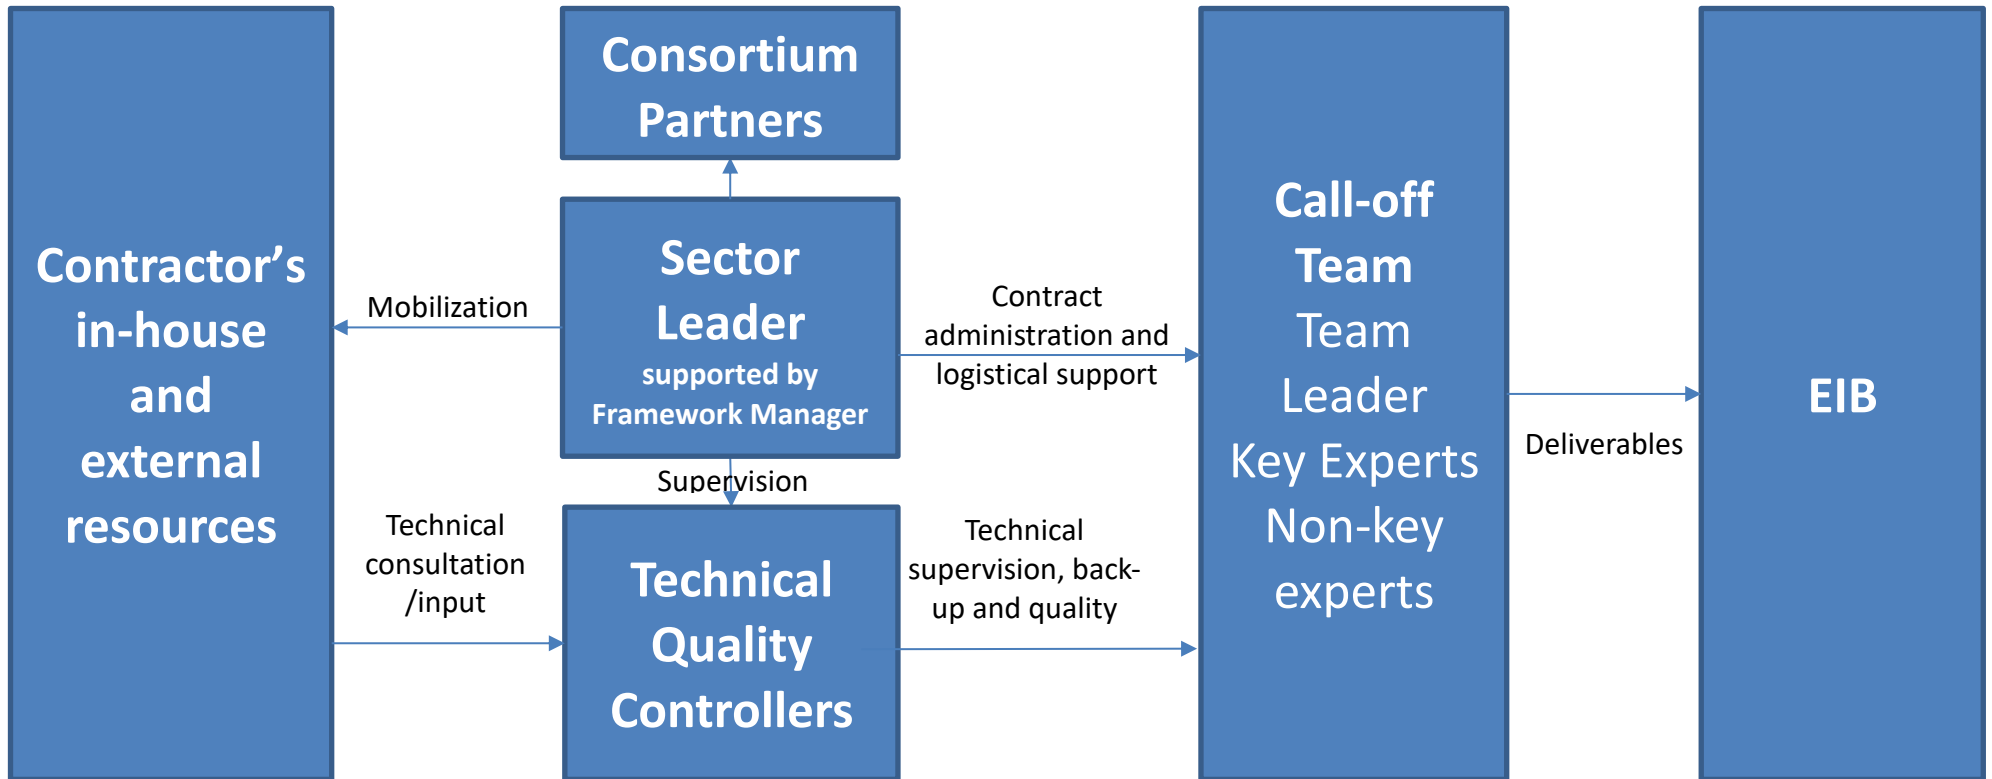 Contractor’s
in-house
and
external
resources
Consortium
Partners
Mobilization
Sector
Leader
supported by
Framework Manager
Supervision
Technical
consultation
/input
Technical
Quality
Controllers
Contract
administration and
logistical support
Technical
supervision, back-
up and quality
Call-off
Team
Team
Leader
Key Experts
Non-key
experts
Deliverables
EIB